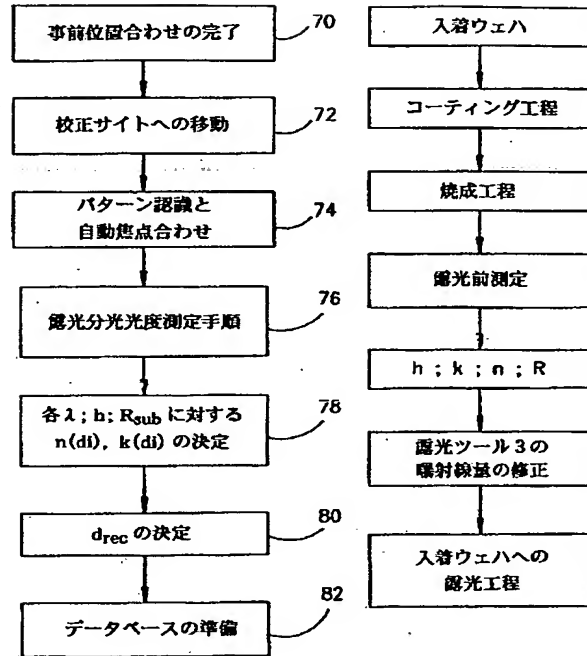 事前位置合わせの完了
70
校正サイトへの移動
72
パターン認識と
自動焦点合わせ
74
露光分光光度測定手順
76
各λ; h; Rsub に対する
n(di), k(di) の決定
78
drec の決定
80
データベースの準備
82
入着ウェハ
コーティング工程
焼成工程
露光前測定
h ; k ; n ; R
露光ツール3の
曝射線量の修正
入着ウェハへの
露光工程